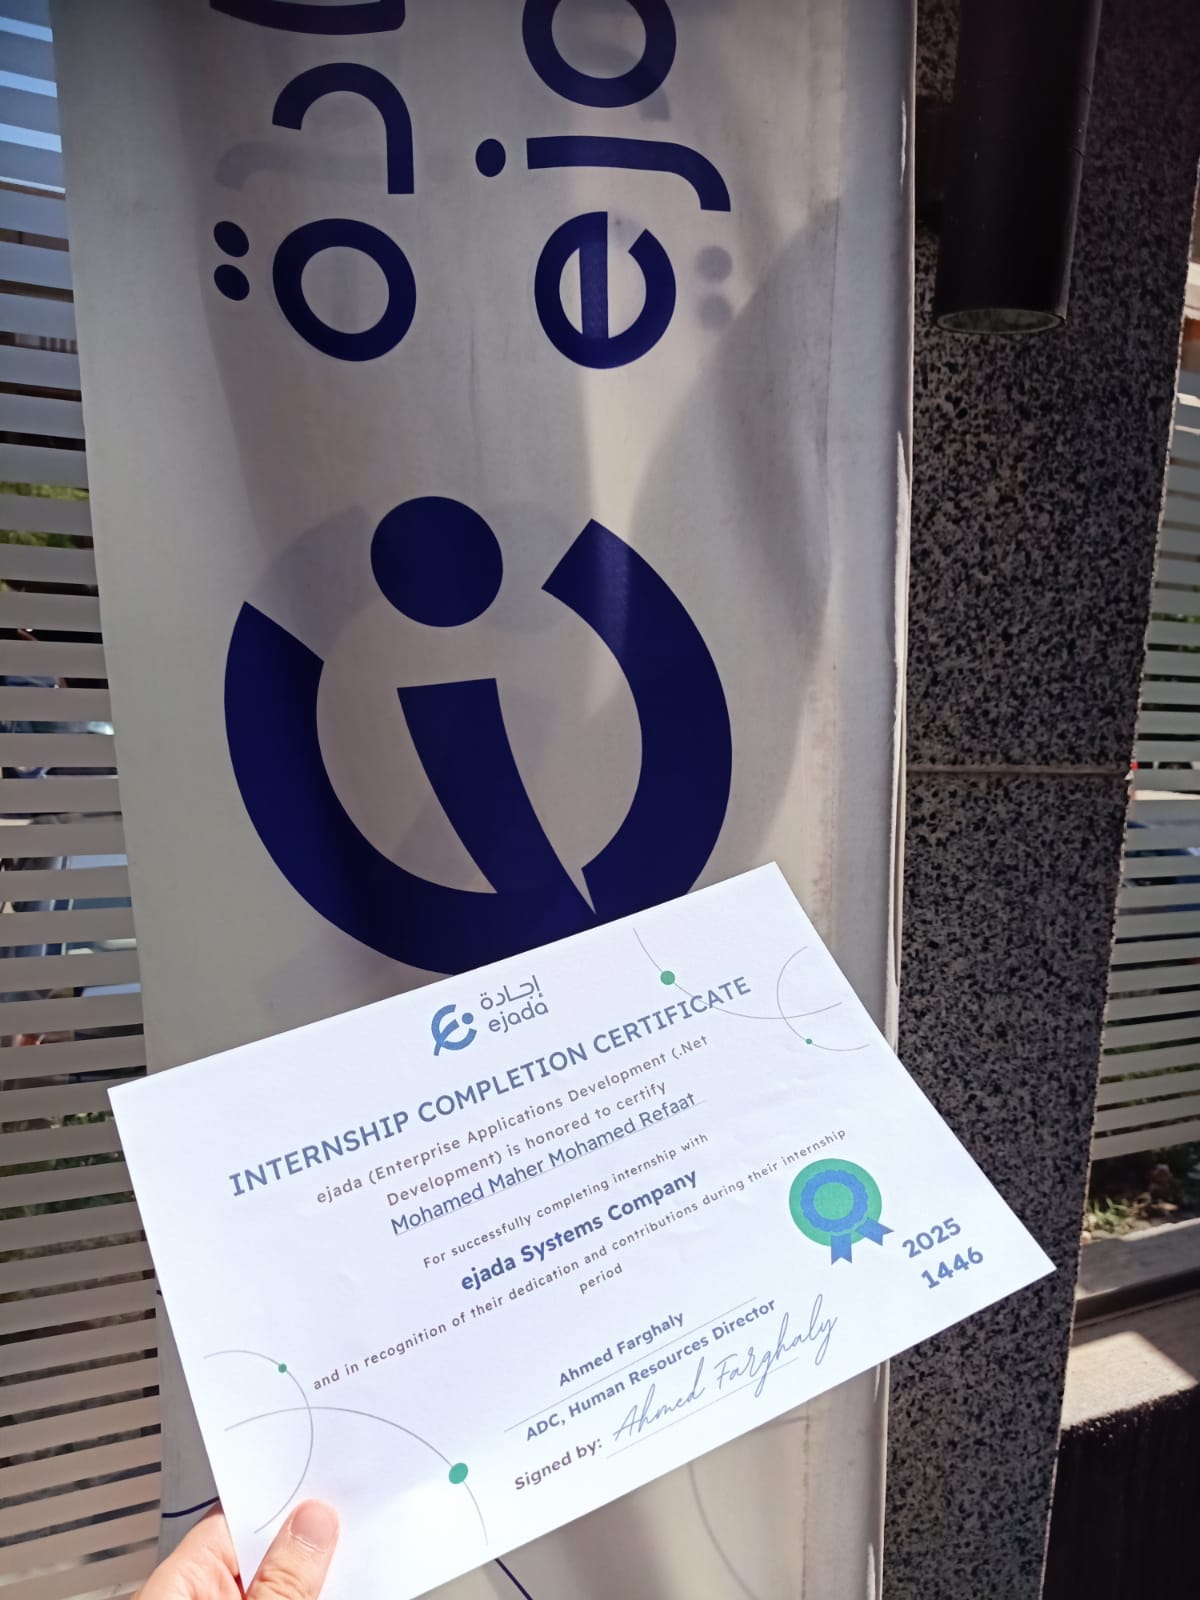 إجادة
ejada
INTERNSHIP COMPLETION CERTIFICATE
ejada (Enterprise Applications Development (.Net
Development) is honored to certify
Mohamed Maher Mohamed Refaat
For successfully completing internship with
ejada Systems Company
and in recognition of their dedication and contributions during their internship
period
2025
1446
Ahmed Farghaly
ADC, Human Resources Director
Signed by: Ahmed Farghaly